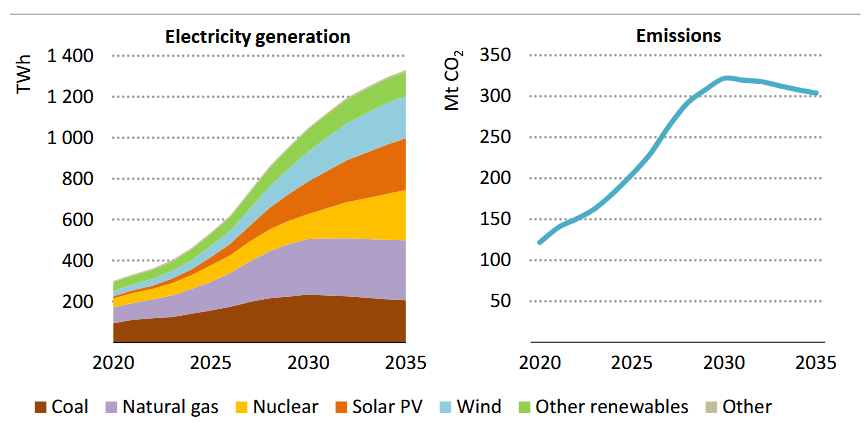 Electricity generation
TWh
1 400
1 200
1 000
800
600
400
200
2020
2025
2030
2035
Emissions
Mt CO₂
350
300
250
200
150
100
50
2020
2025
2030
2035
Coal
Natural gas
Nuclear
Solar PV
Wind
Other renewables
Other